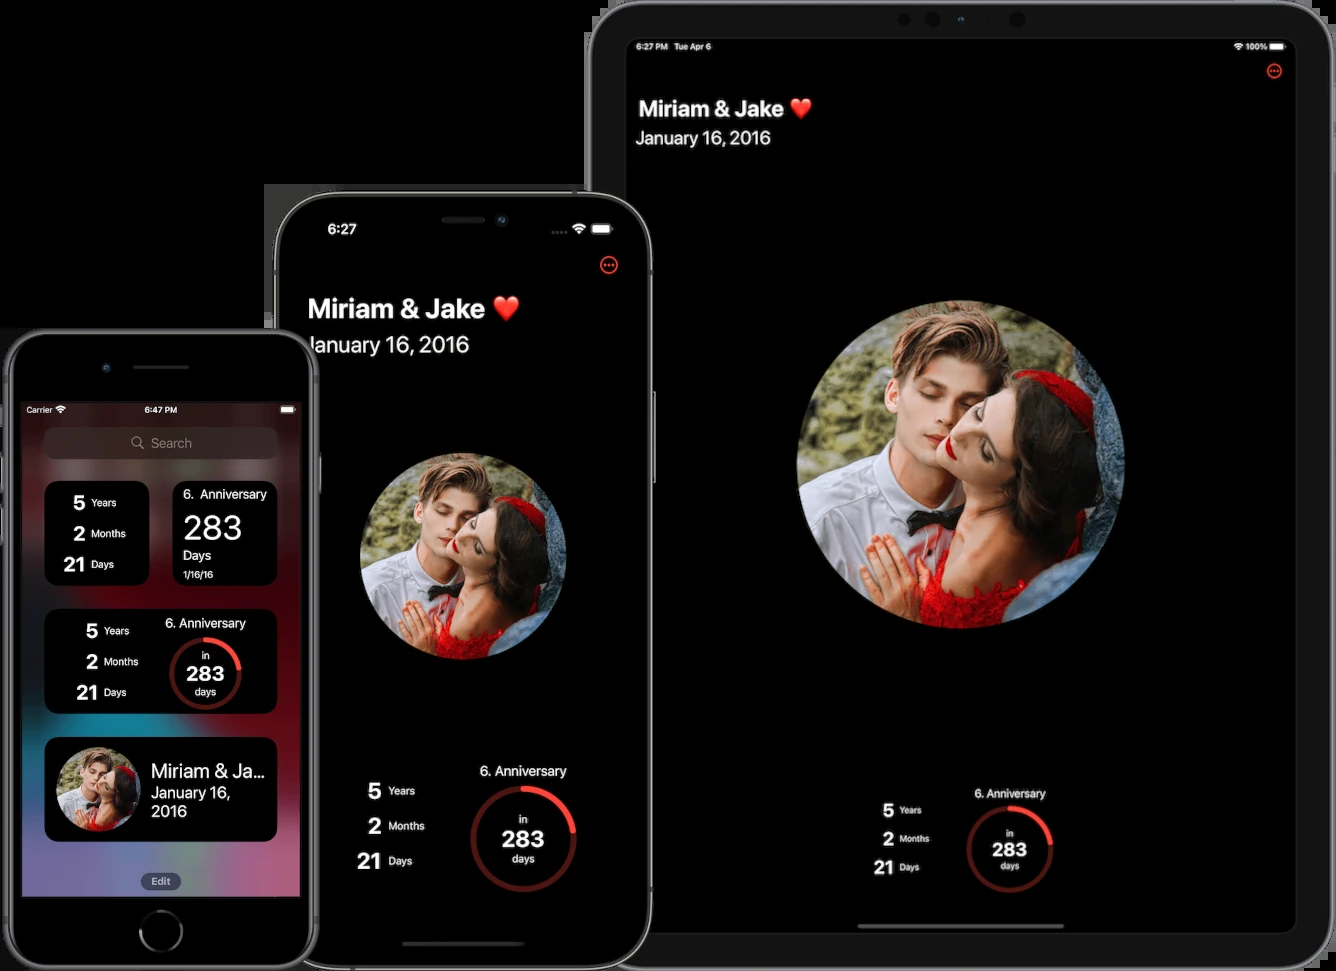 6:27 PM Tue Apr 6
100%
Miriam & Jake ❤️
January 16, 2016
6. Anniversary
5 Years
2 Months
21 Days
in
283
days
6:27
Miriam & Jake ❤️
January 16, 2016
6. Anniversary
5 Years
2 Months
21 Days
in
283
days
Carrier
6:47 PM
Search
5 Years
2 Months
21 Days
6. Anniversary
283
Days
1/16/16
5 Years
2 Months
21 Days
6. Anniversary
in
283
days
Miriam & Ja...
January 16,
2016
Edit